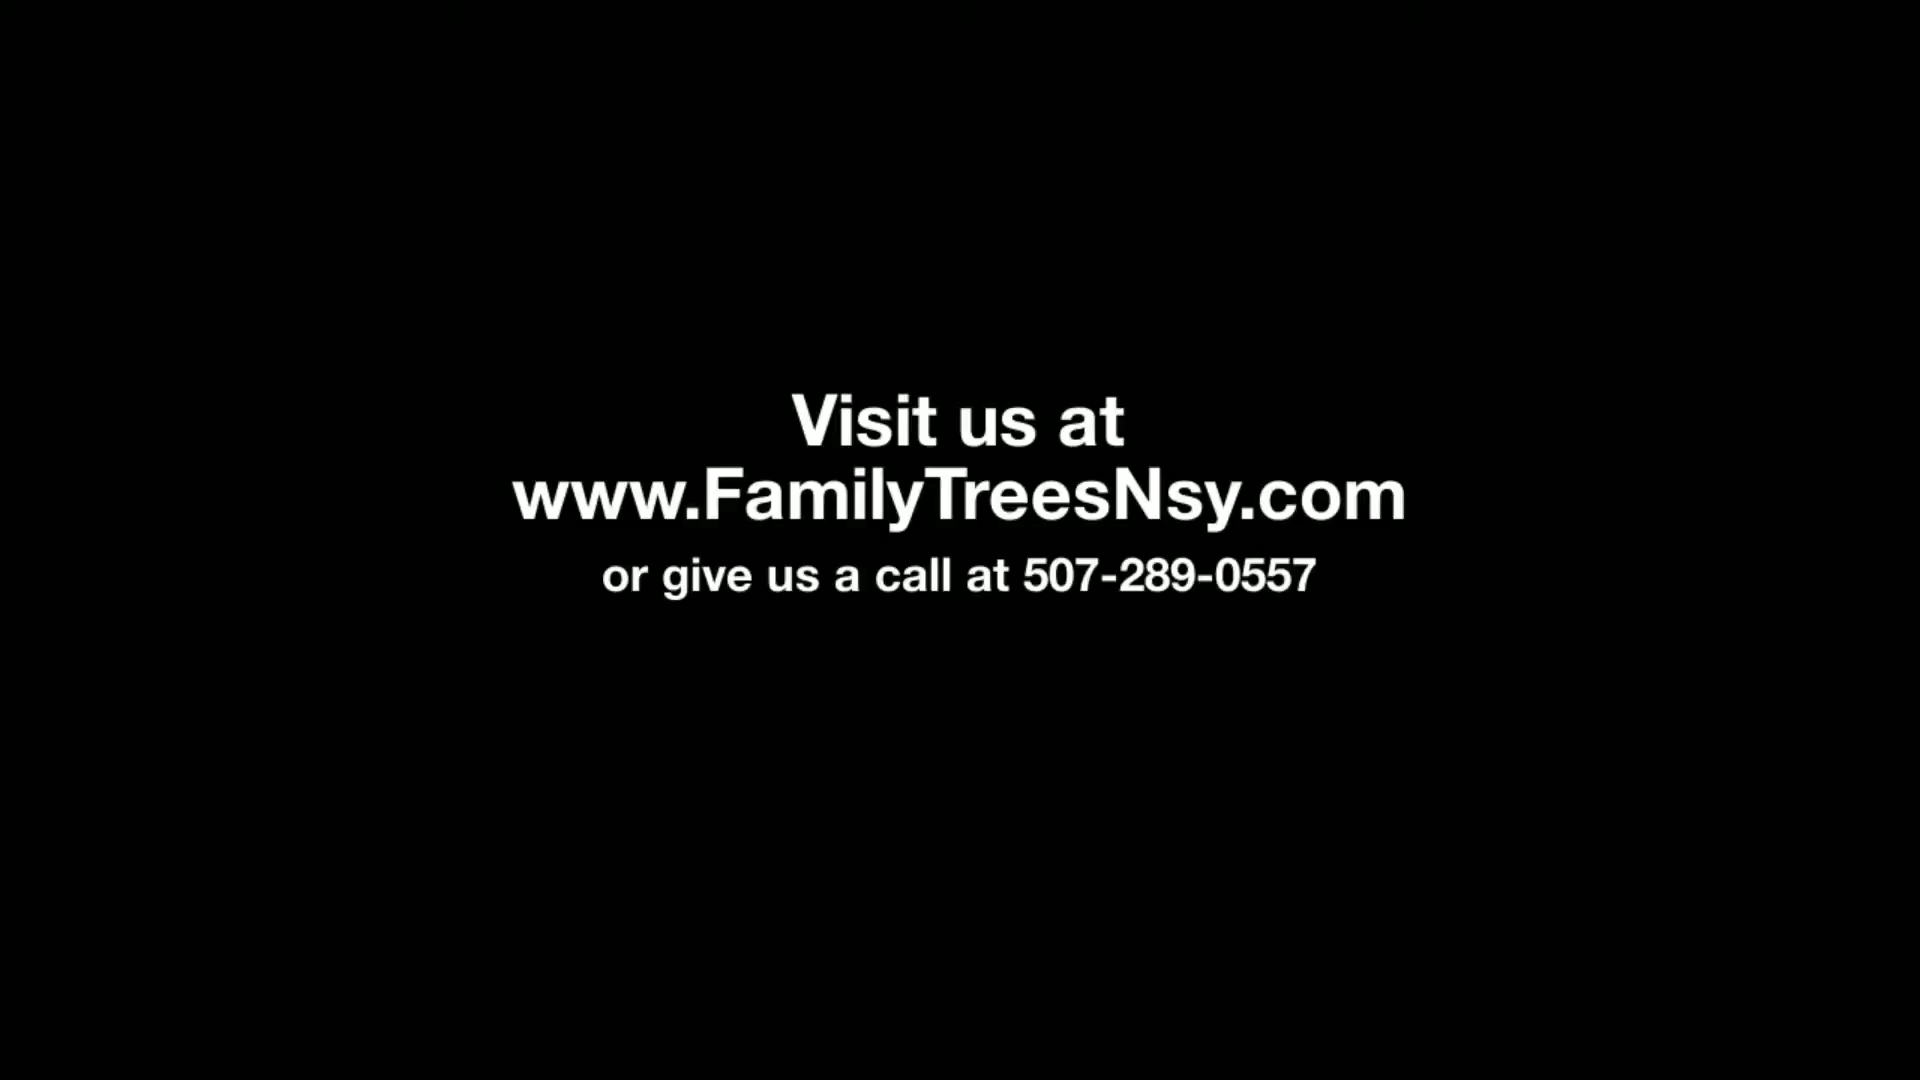 Visit us at
www.FamilyTreesNsy.com
or give us a call at 507-289-0557